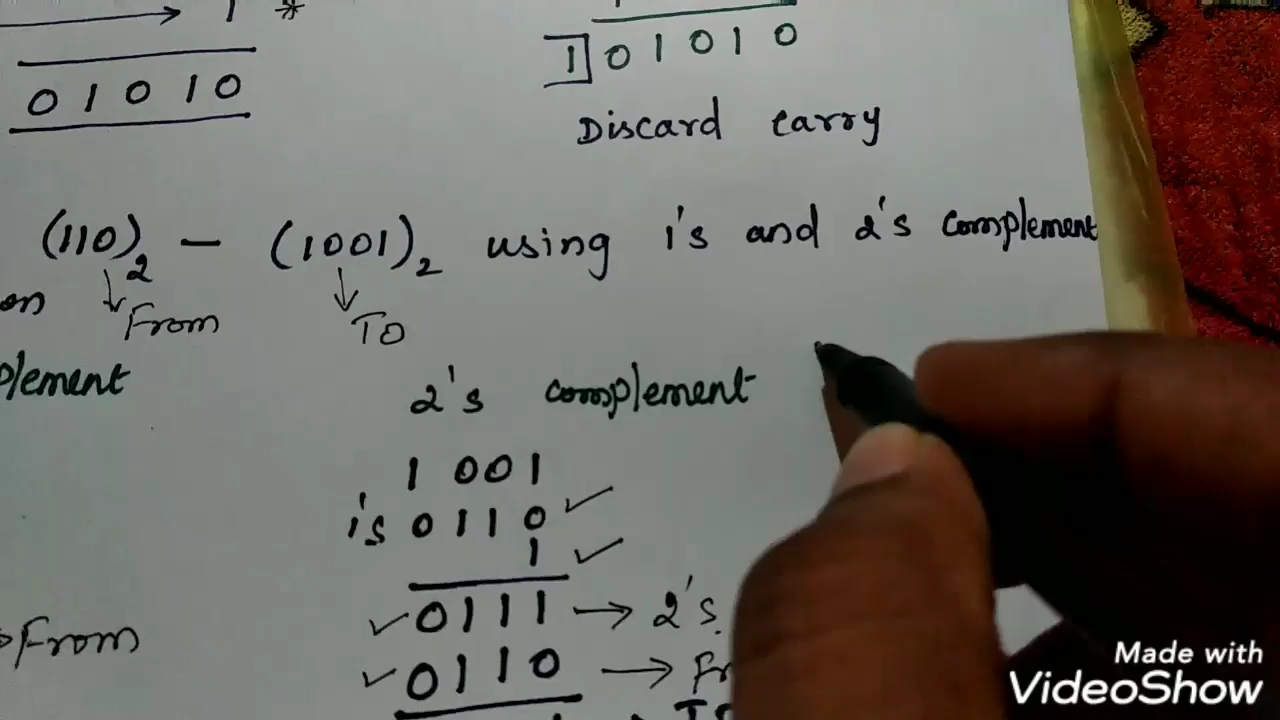 1 *
01010
1 01010
Discard carry
(110)2 - (1001)2 using 1's and 2's complement
From
To
2's complement
1001
1's 0110
1
0111 → 2's
0110 →
From
Made with
VideoShow